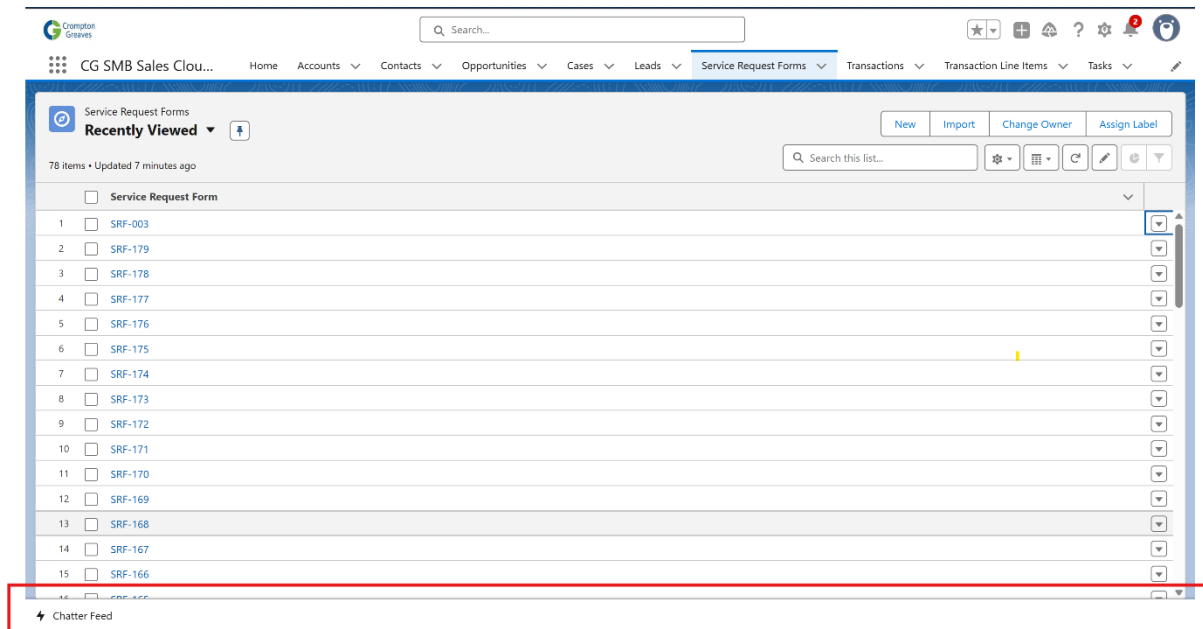 Crompton
Greaves
Search...
2
CG SMB Sales Clou... Home Accounts Contacts Opportunities Cases Leads Service Request Forms Transactions Transaction Line Items Tasks
Service Request Forms
Recently Viewed
New Import Change Owner Assign Label
78 items • Updated 7 minutes ago
Search this list...
Service Request Form
1 SRF-003
2 SRF-179
3 SRF-178
4 SRF-177
5 SRF-176
6 SRF-175
7 SRF-174
8 SRF-173
9 SRF-172
10 SRF-171
11 SRF-170
12 SRF-169
13 SRF-168
14 SRF-167
15 SRF-166
16 SRF-165
Chatter Feed